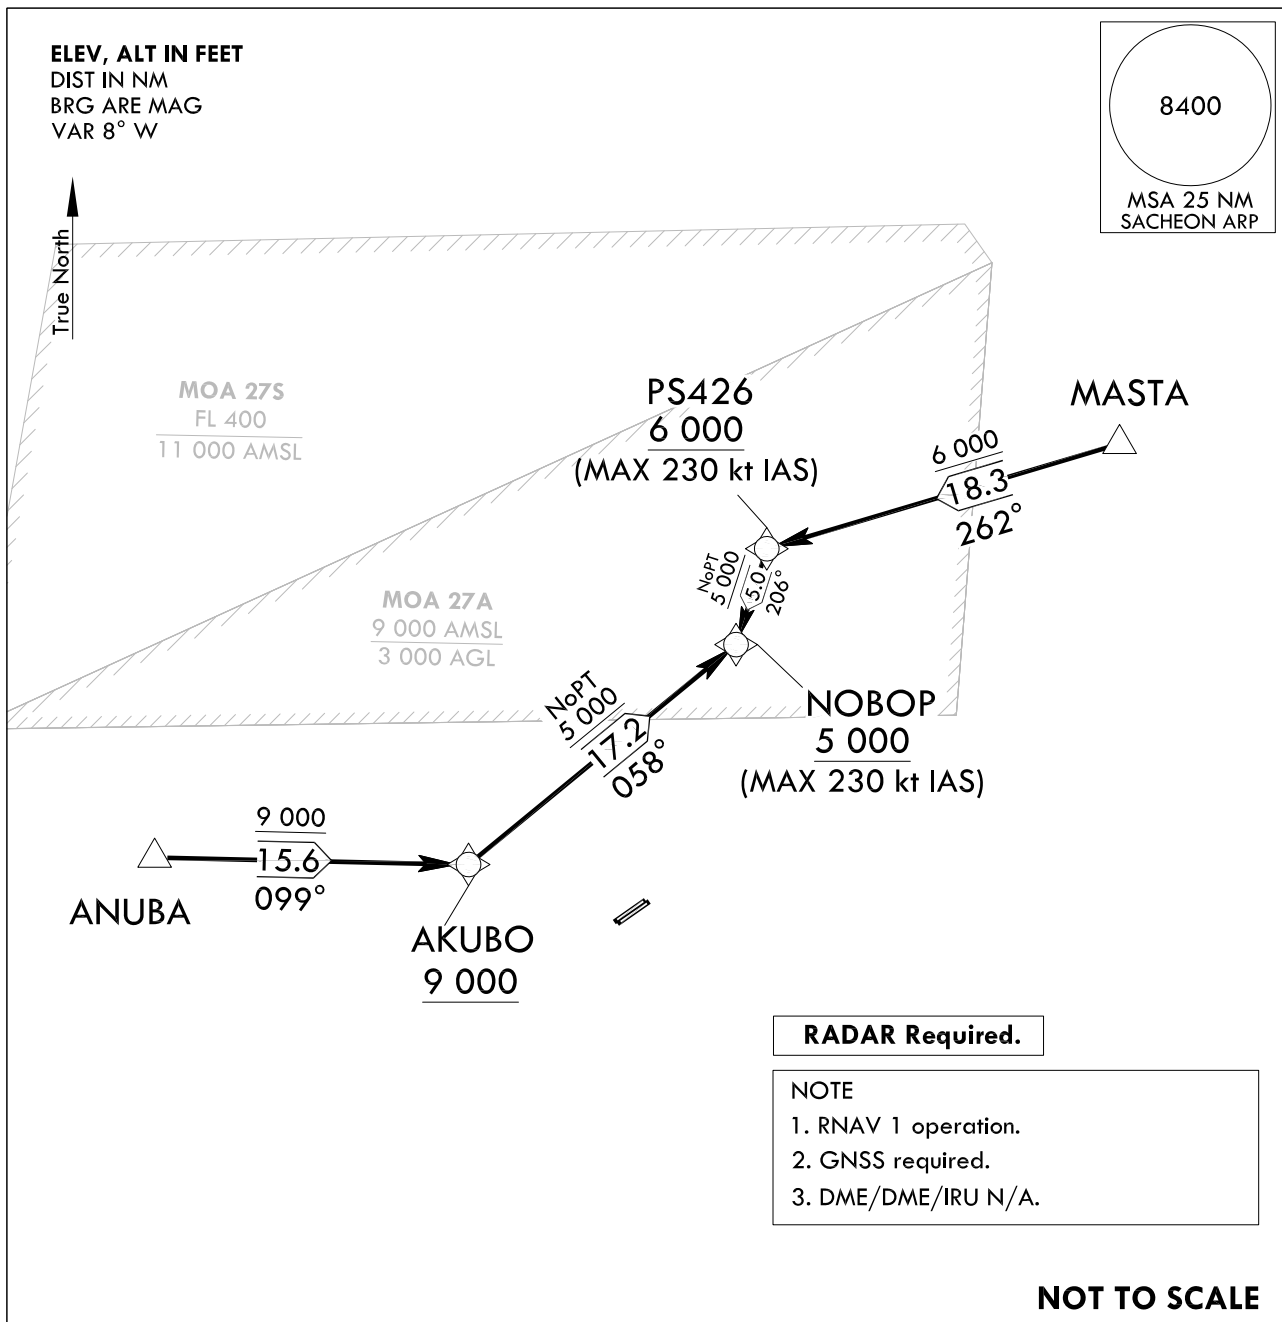 ELEV, ALT IN FEET
DIST IN NM
BRG ARE MAG
VAR 8° W
True North
8400
MSA 25 NM
SACHEON ARP
MOA 27S
FL 400
11 000 AMSL
PS426
6 000
(MAX 230 kt IAS)
MASTA
6 000
18.3
262°
NoPT
5 000
5.0
206°
MOA 27A
9 000 AMSL
3 000 AGL
NOBOP
5 000
(MAX 230 kt IAS)
NoPT
5 000
17.2
058°
9 000
15.6
099°
ANUBA
AKUBO
9 000
RADAR Required.
NOTE
1. RNAV 1 operation.
2. GNSS required.
3. DME/DME/IRU N/A.
NOT TO SCALE